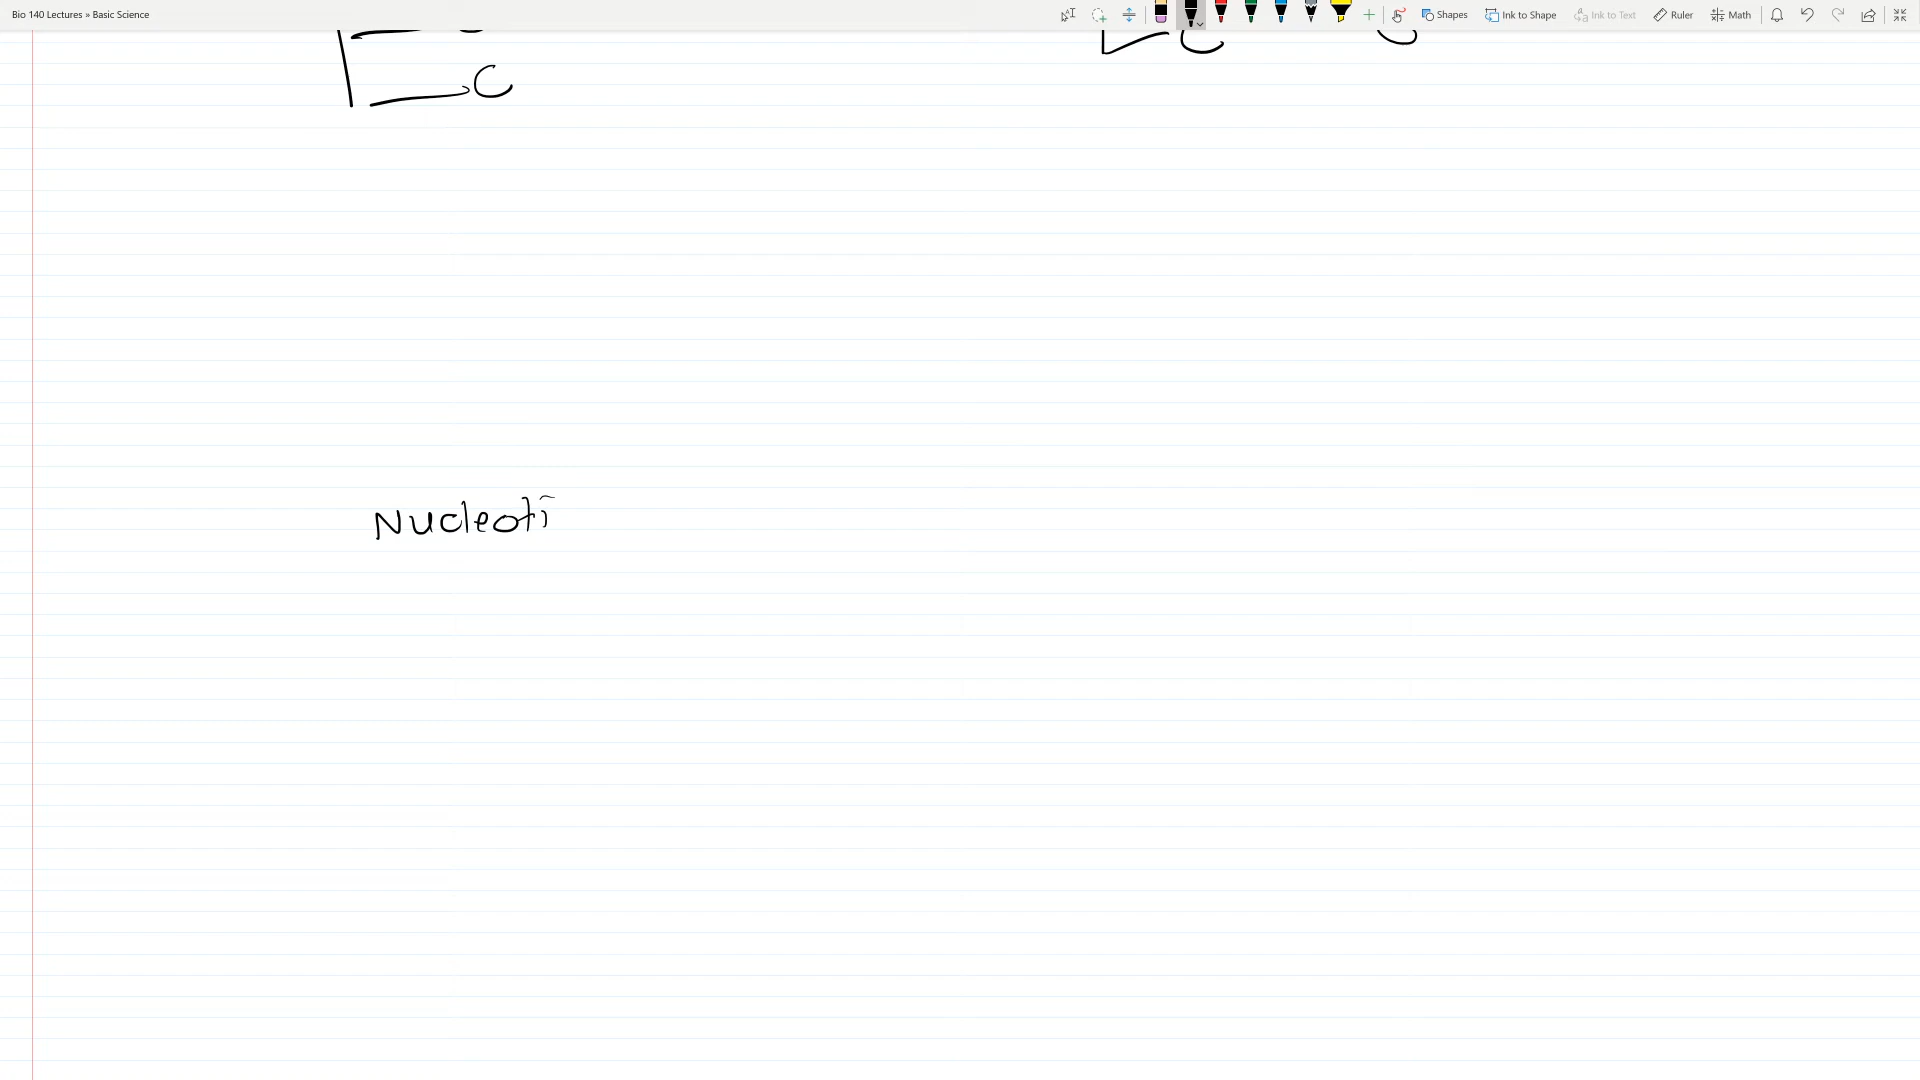 Bio 140 Lectures » Basic Science
Shapes
Ink to Shape
Ink to Text
Ruler
Math
C
C
Nucleoti